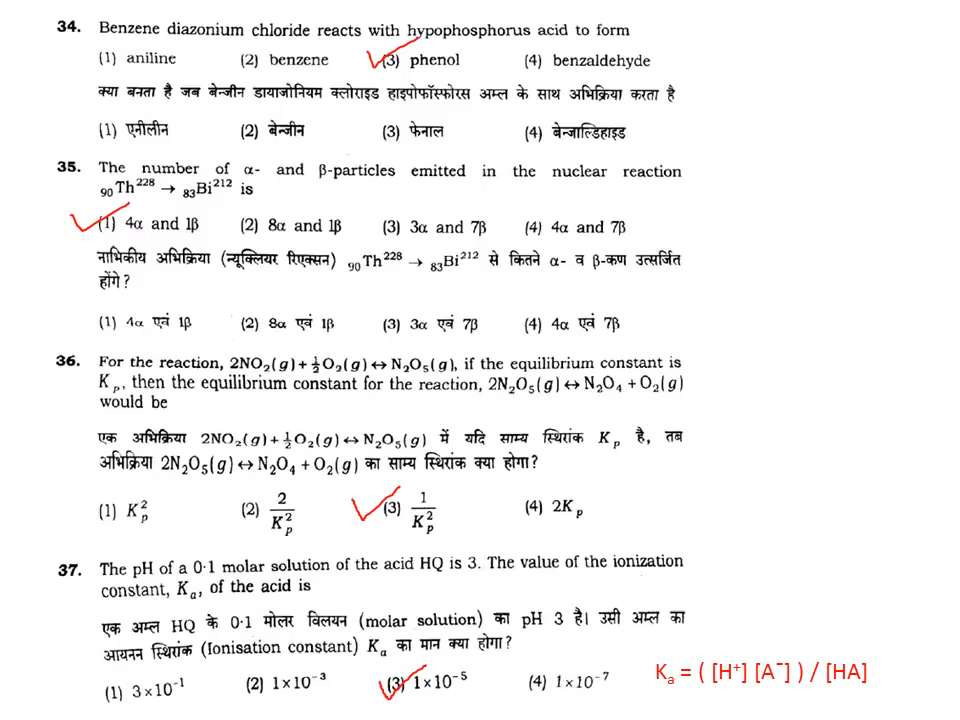 34. Benzene diazonium chloride reacts with hypophosphorus acid to form
(1) aniline (2) benzene (3) phenol (4) benzaldehyde
क्या बनता है जब बेन्जीन डायाजोनियम क्लोराइड हाइपोफॉस्फोरस अम्ल के साथ अभिक्रिया करता है
(1) एनीलीन (2) बेन्जीन (3) फेनाल (4) बेन्जाल्डिहाइड
35. The number of α- and β-particles emitted in the nuclear reaction
₉₀Th²²⁸ → ₈₃Bi²¹² is
(1) 4α and 1β (2) 8α and 1β (3) 3α and 7β (4) 4α and 7β
नाभिकीय अभिक्रिया (न्यूक्लियर रिएक्सन) ₉₀Th²²⁸ → ₈₃Bi²¹² से कितने α- व β-कण उत्सर्जित
होंगे?
(1) 4α एवं 1β (2) 8α एवं 1β (3) 3α एवं 7β (4) 4α एवं 7β
36. For the reaction, 2NO₂(g) + ½O₂(g) ↔ N₂O₅(g), if the equilibrium constant is
Kₚ, then the equilibrium constant for the reaction, 2N₂O₅(g) ↔ N₂O₄ + O₂(g)
would be
एक अभिक्रिया 2NO₂(g) + ½O₂(g) ↔ N₂O₅(g) में यदि साम्य स्थिरांक Kₚ है, तब
अभिक्रिया 2N₂O₅(g) ↔ N₂O₄ + O₂(g) का साम्य स्थिरांक क्या होगा?
(1) Kₚ² (2) 2/Kₚ² (3) 1/Kₚ² (4) 2Kₚ
37. The pH of a 0·1 molar solution of the acid HQ is 3. The value of the ionization
constant, Kₐ, of the acid is
एक अम्ल HQ के 0·1 मोलर विलयन (molar solution) का pH 3 है। उसी अम्ल का
आयनन स्थिरांक (Ionisation constant) Kₐ का मान क्या होगा?
(1) 3×10⁻¹ (2) 1×10⁻³ (3) 1×10⁻⁵ (4) 1×10⁻⁷
Kₐ = ( [H⁺] [A⁻] ) / [HA]